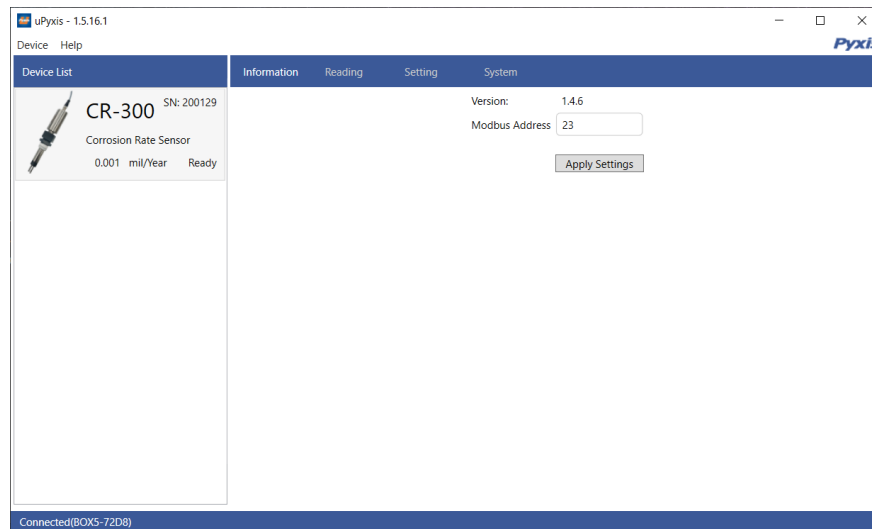 uPyxis - 1.5.16.1
Device Help
Device List
Information Reading Setting System
CR-300 SN: 200129
Corrosion Rate Sensor
0.001 mil/Year Ready
Version: 1.4.6
Modbus Address 23
Apply Settings
Connected(BOX5-72D8)